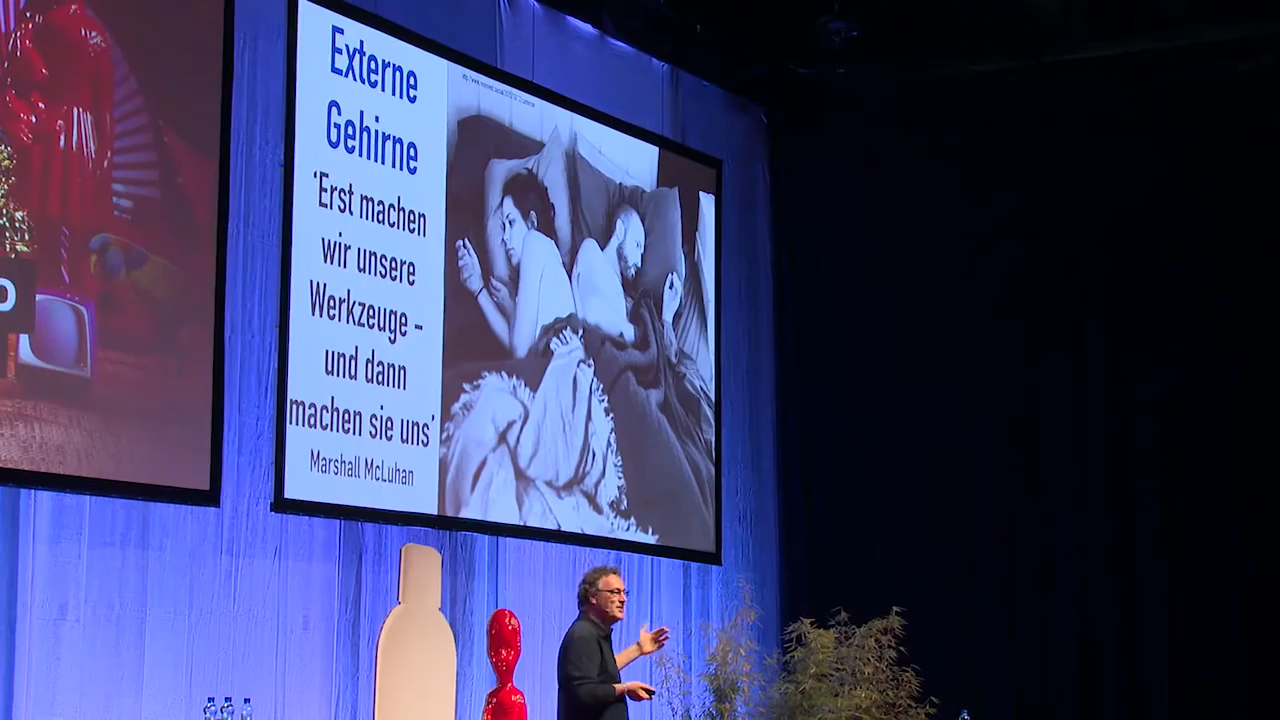 Externe
Gehirne
'Erst machen
wir unsere
Werkzeuge –
und dann
machen sie uns'
Marshall McLuhan